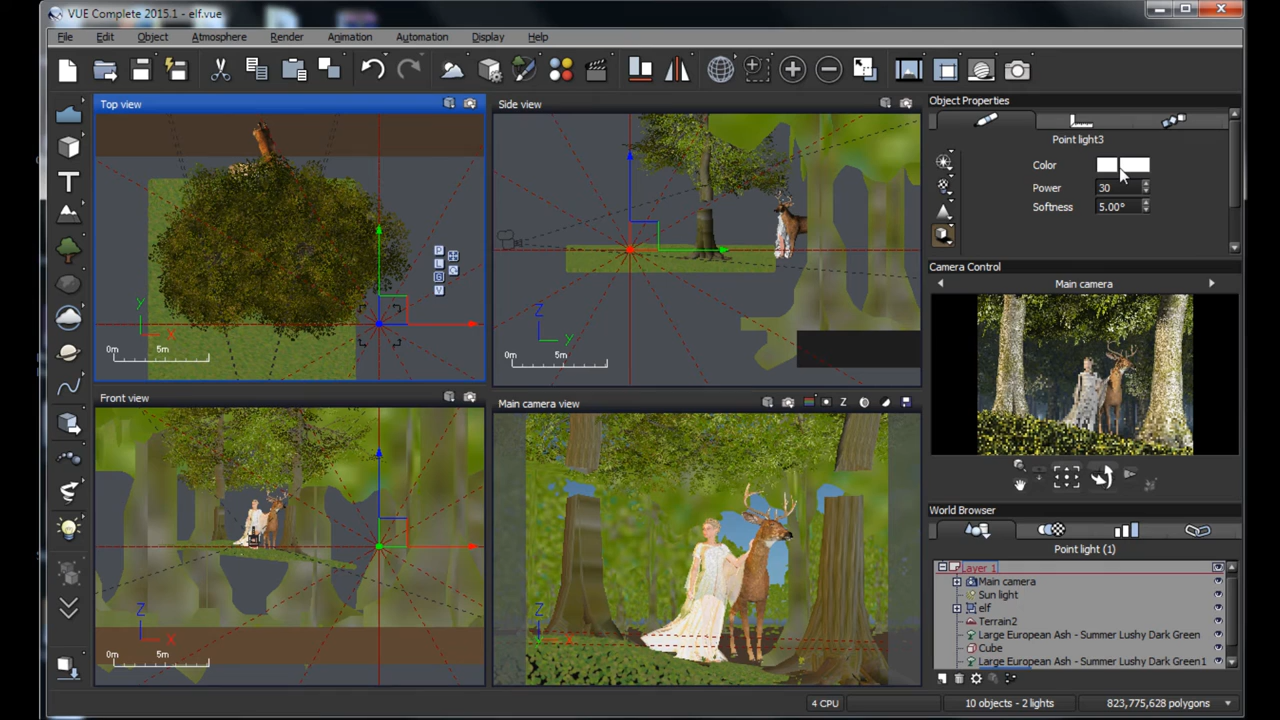 VUE Complete 2015.1 - elf.vue
File Edit Object Atmosphere Render Animation Automation Display Help
Top view
Side view
Object Properties
Point light3
Color
Power 30
Softness 5.00°
P
L
G
V
y
X
0m 5m
Z
y
0m 5m
Camera Control
Main camera
Front view
Main camera view
Z
Z
X
0m 5m
Z
X
World Browser
Point light (1)
Layer 1
Main camera
Sun light
elf
Terrain2
Large European Ash - Summer Lushy Dark Green
Cube
Large European Ash - Summer Lushy Dark Green1
4 CPU
10 objects - 2 lights
823,775,628 polygons